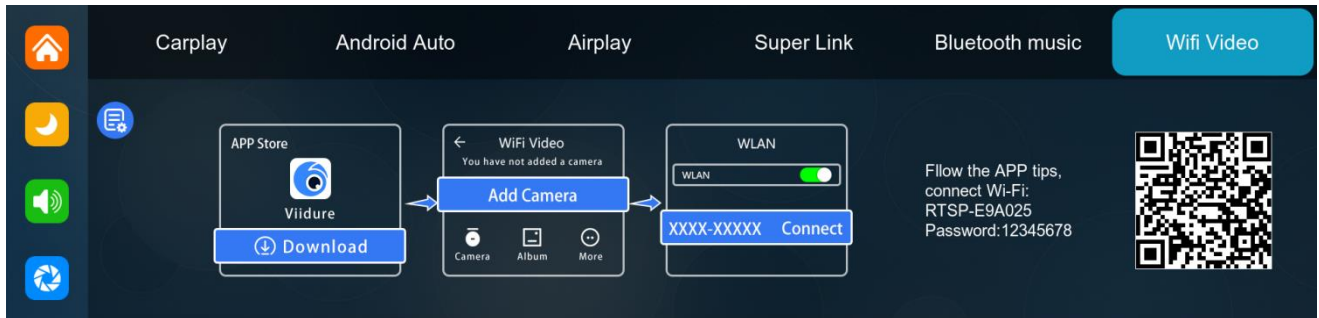 Carplay
Android Auto
Airplay
Super Link
Bluetooth music
Wifi Video
APP Store
Viidure
Download
WiFi Video
You have not added a camera
Add Camera
Camera
Album
More
WLAN
WLAN
XXXX-XXXXX Connect
Fllow the APP tips,
connect Wi-Fi:
RTSP-E9A025
Password:12345678